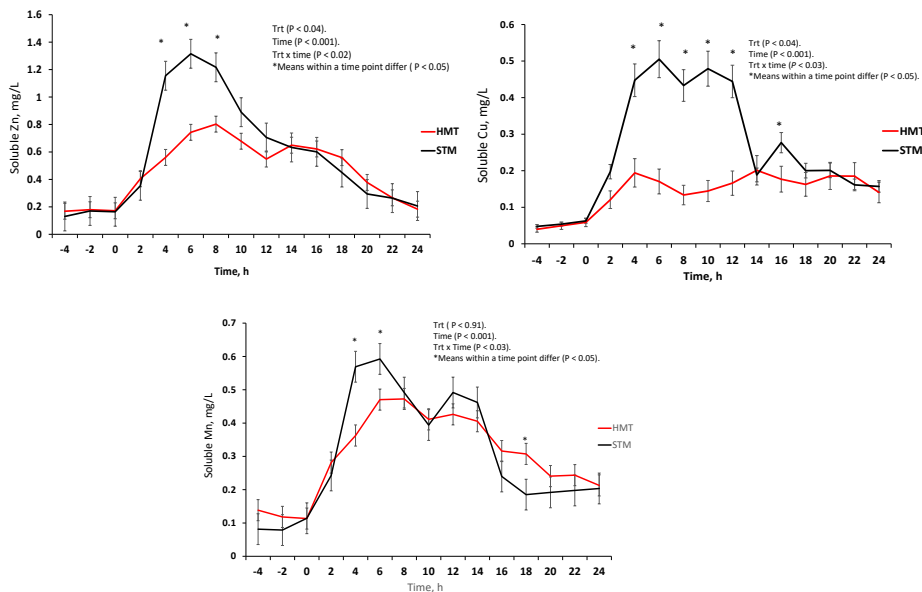 Soluble Zn, mg/L
1.6
1.4
1.2
1
0.8
0.6
0.4
0.2
0
* * *
Trt (P < 0.04).
Time (P < 0.001).
Trt x time (P < 0.02)
*Means within a time point differ ( P < 0.05)
HMT
STM
-4 -2 0 2 4 6 8 10 12 14 16 18 20 22 24
Time, h
Soluble Cu, mg/L
0.6
0.5
0.4
0.3
0.2
0.1
0.0
* * * * * *
Trt (P < 0.04).
Time (P < 0.001).
Trt x time (P < 0.03).
*Means within a time point differ (P < 0.05).
HMT
STM
-4 -2 0 2 4 6 8 10 12 14 16 18 20 22 24
Time, h
Soluble Mn, mg/L
0.7
0.6
0.5
0.4
0.3
0.2
0.1
0
* * *
Trt ( P < 0.91).
Time (P < 0.001).
Trt x Time (P < 0.03).
*Means within a time point differ (P < 0.05).
HMT
STM
-4 -2 0 2 4 6 8 10 12 14 16 18 20 22 24
Time, h